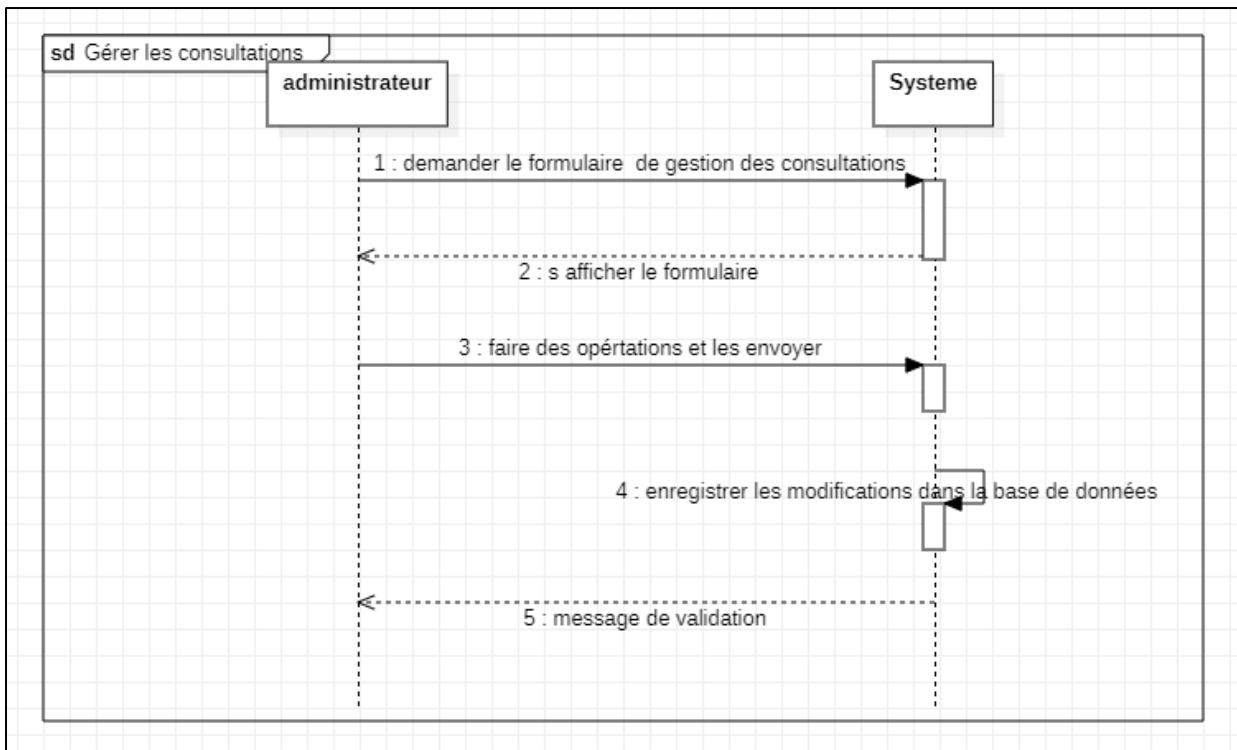 sd Gérer les consultations
administrateur
Systeme
1 : demander le formulaire de gestion des consultations
2 : s afficher le formulaire
3 : faire des opértations et les envoyer
4 : enregistrer les modifications dans la base de données
5 : message de validation